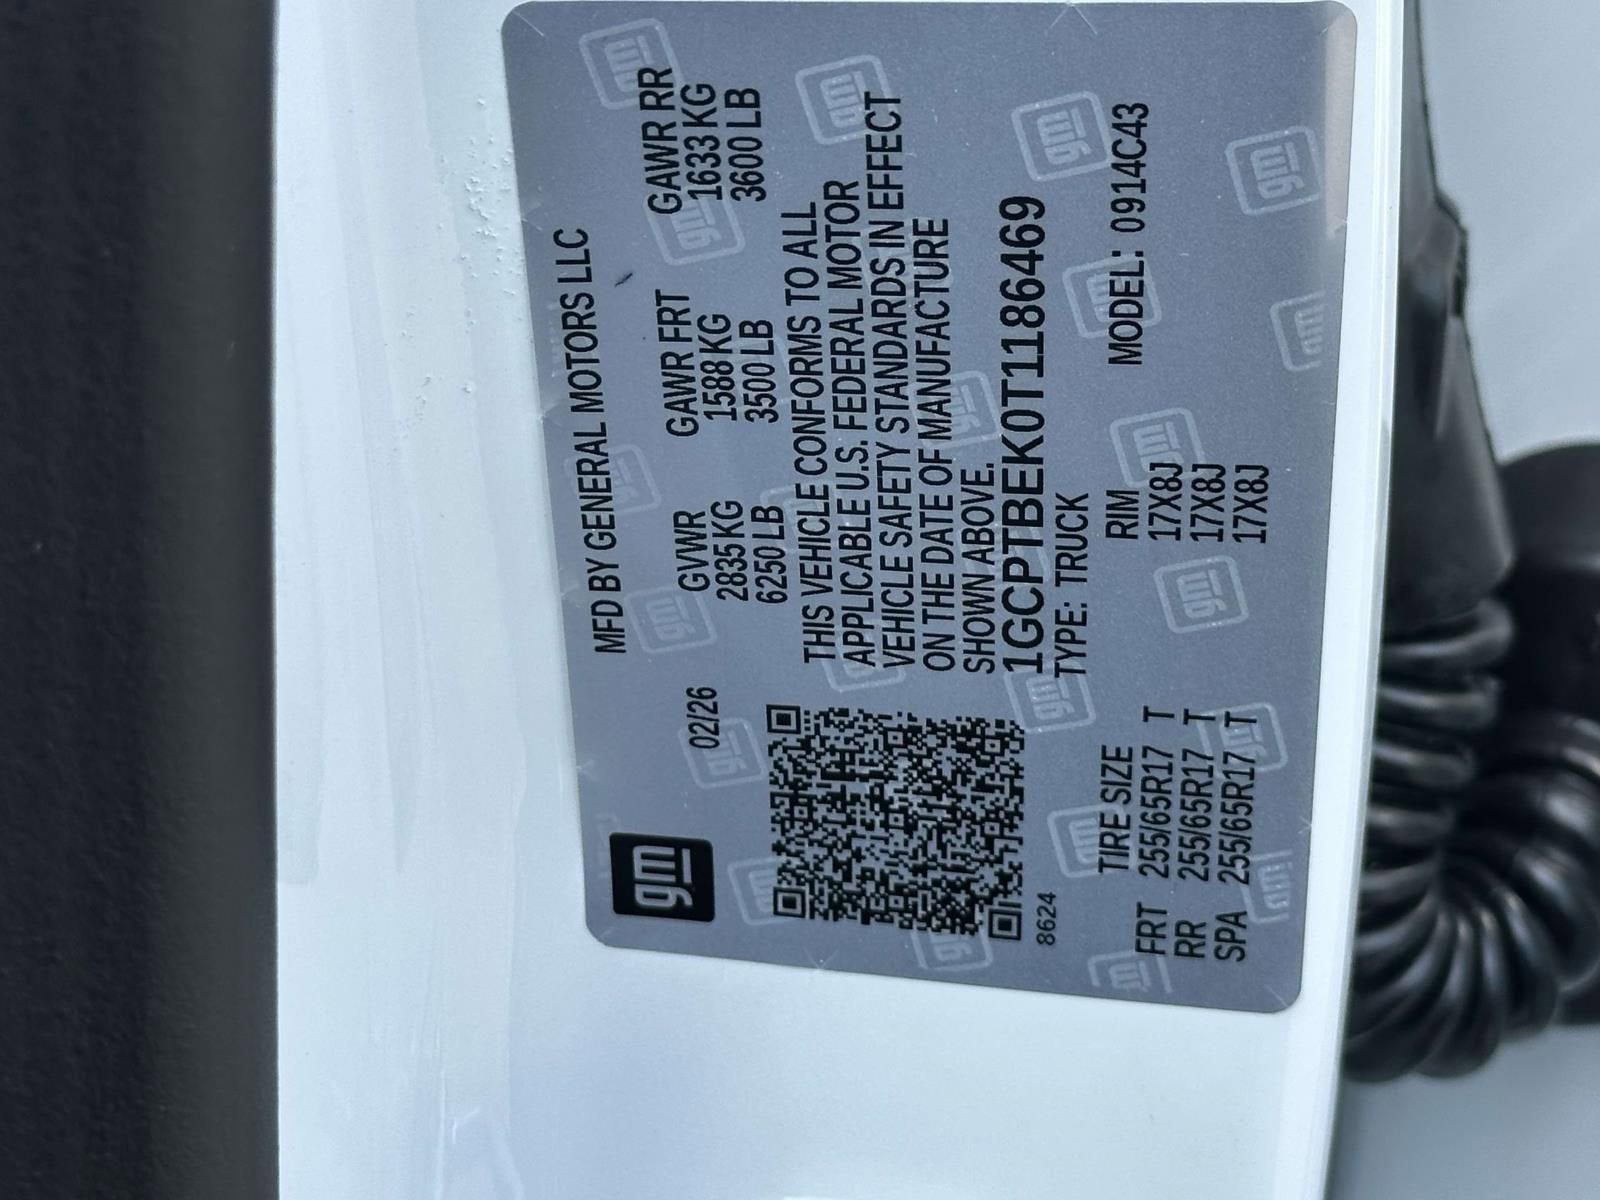 gm
MFD BY GENERAL MOTORS LLC
02/26
GVWR GAWR FRT GAWR RR
2835 KG 1588 KG 1633 KG
6250 LB 3500 LB 3600 LB
THIS VEHICLE CONFORMS TO ALL
APPLICABLE U.S. FEDERAL MOTOR
VEHICLE SAFETY STANDARDS IN EFFECT
ON THE DATE OF MANUFACTURE
SHOWN ABOVE.
1GCPTBEK0T1186469
TYPE: TRUCK
8624
MODEL: 0914C43
TIRE SIZE RIM
FRT 255/65R17 T 17X8J
RR 255/65R17 T 17X8J
SPA 255/65R17 T 17X8J